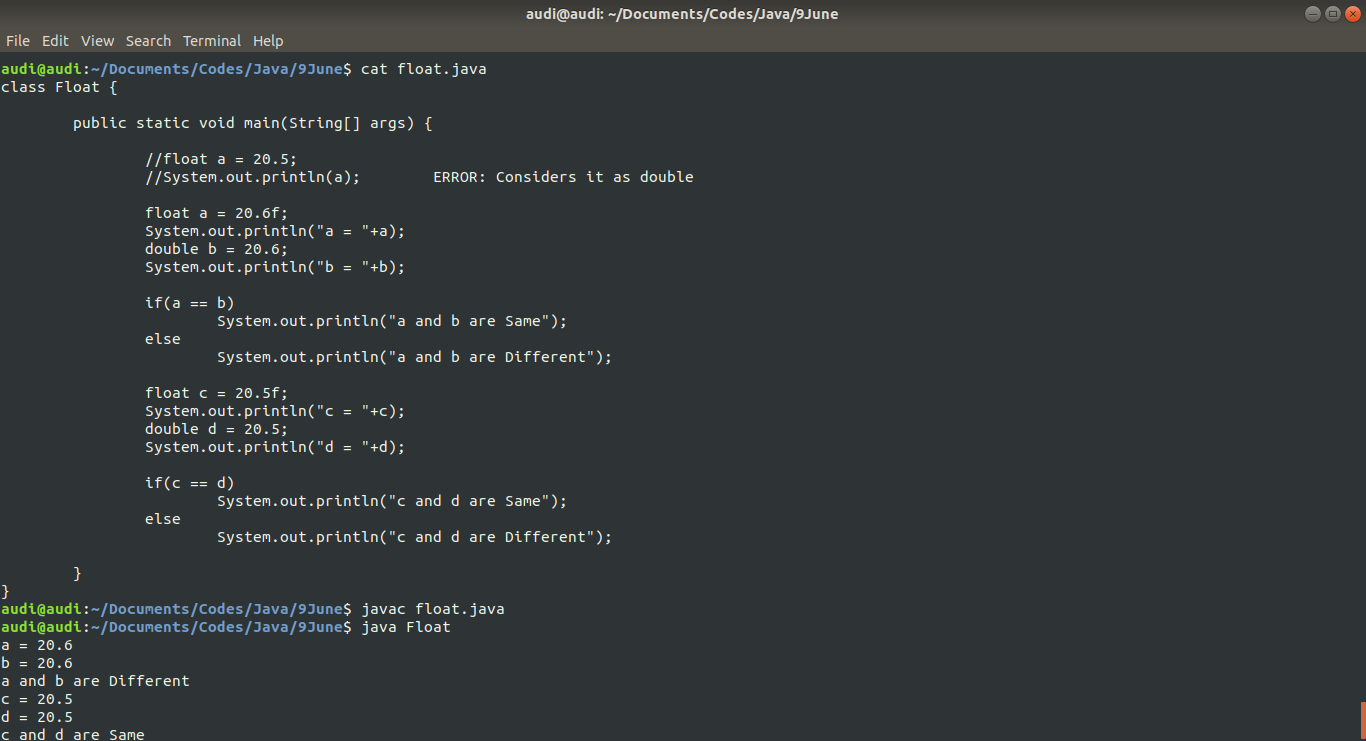 audi@audi: ~/Documents/Codes/Java/9June
File Edit View Search Terminal Help
audi@audi:~/Documents/Codes/Java/9June$ cat float.java
class Float {
public static void main(String[] args) {
//float a = 20.5;
//System.out.println(a); ERROR: Considers it as double
float a = 20.6f;
System.out.println("a = "+a);
double b = 20.6;
System.out.println("b = "+b);
if(a == b)
System.out.println("a and b are Same");
else
System.out.println("a and b are Different");
float c = 20.5f;
System.out.println("c = "+c);
double d = 20.5;
System.out.println("d = "+d);
if(c == d)
System.out.println("c and d are Same");
else
System.out.println("c and d are Different");
}
}
audi@audi:~/Documents/Codes/Java/9June$ javac float.java
audi@audi:~/Documents/Codes/Java/9June$ java Float
a = 20.6
b = 20.6
a and b are Different
c = 20.5
d = 20.5
c and d are Same